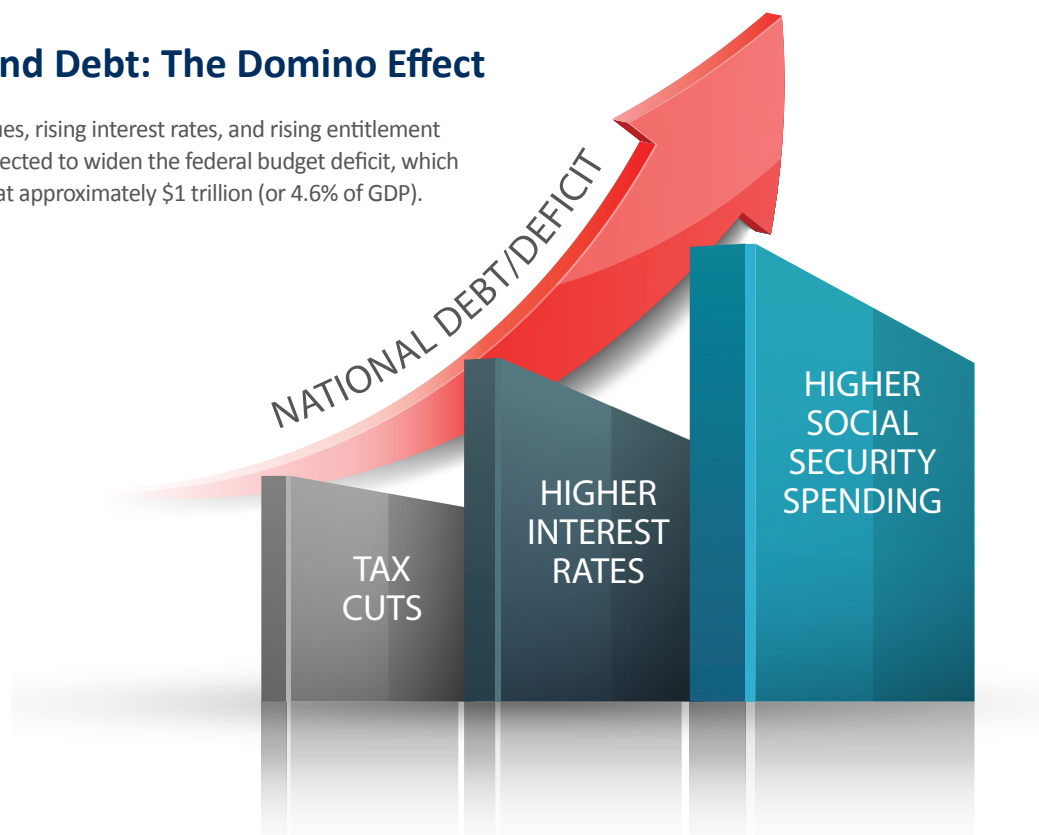 nd Debt: The Domino Effect
ues, rising interest rates, and rising entitlement
ected to widen the federal budget deficit, which
at approximately $1 trillion (or 4.6% of GDP).
NATIONAL DEBT/DEFICIT
TAX
CUTS
HIGHER
INTEREST
RATES
HIGHER
SOCIAL
SECURITY
SPENDING